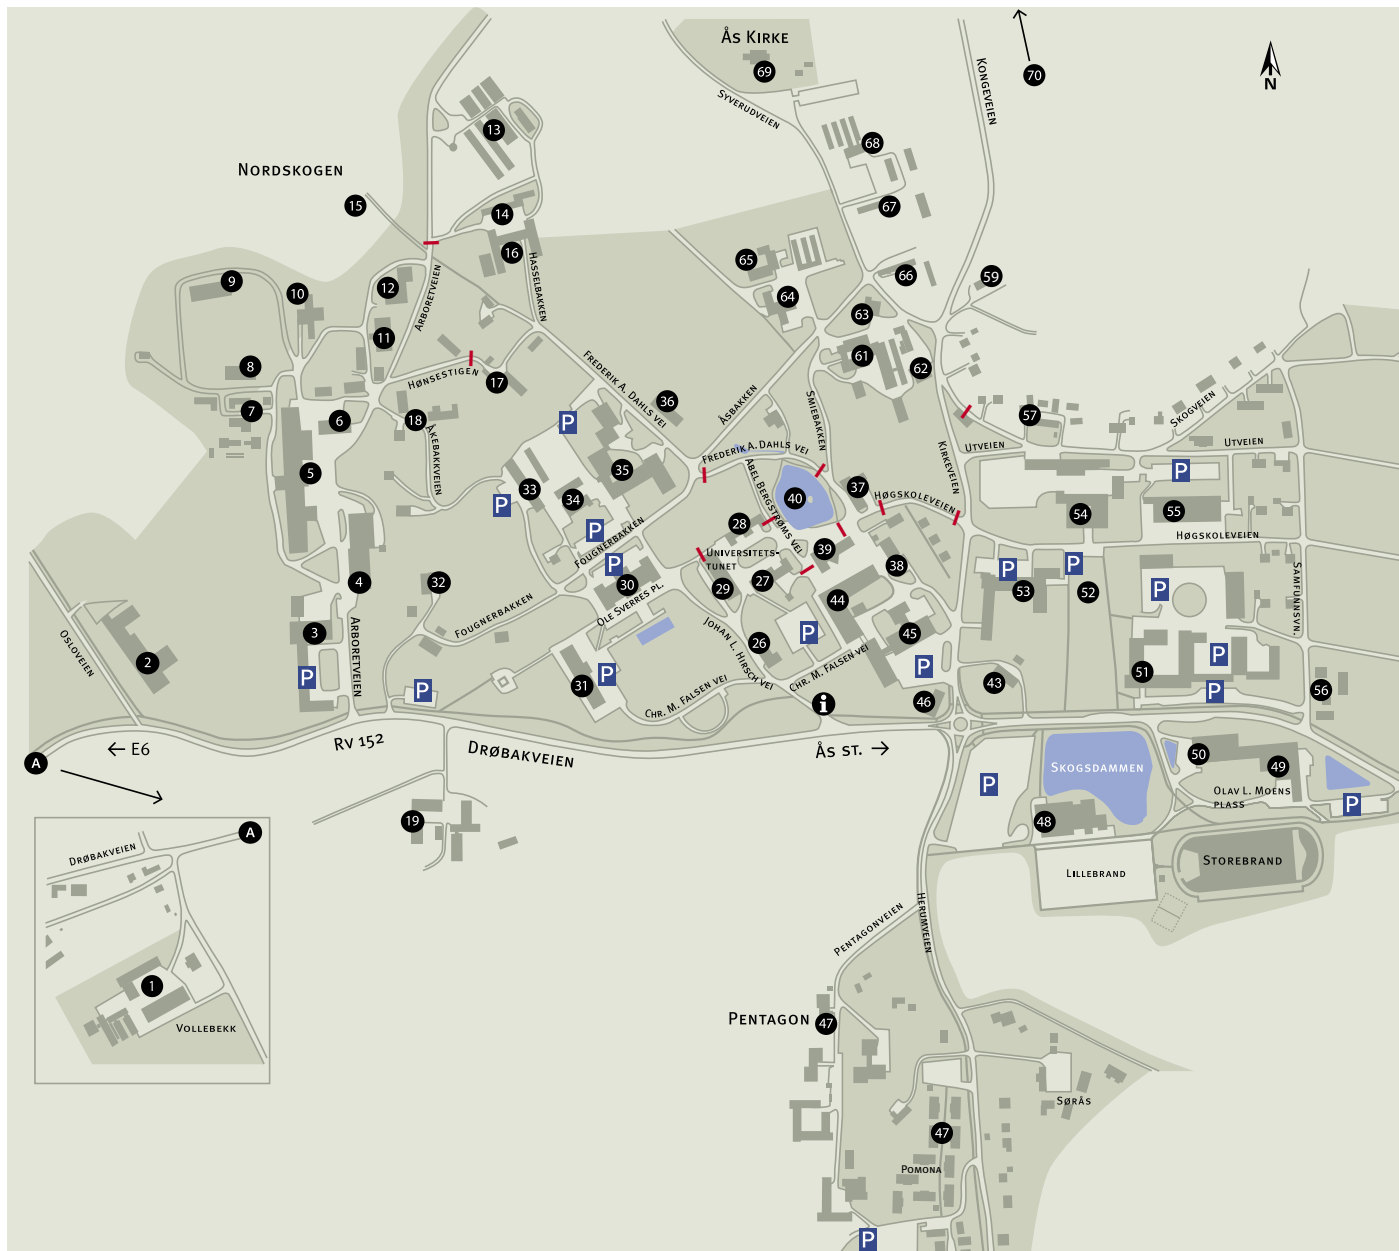 Ås Kirke
69
70
N
Syverudveien
Kongeveien
13
68
Nordskogen
15
14
67
16
65
66
59
9
10
12
64
63
Arboretveien
Hasselbakken
11
61
62
8
Hønsestigen
17
Frederik A. Dahls vei
36
Åsbakken
Smiebakken
57
Skogveien
7
6
18
P
Åkebakkveien
Utveien
Utveien
Kirkeveien
5
33
35
Frederik A. Dahls vei
Abel Bergstrøms vei
40
37
Høgskoleveien
P
P
34
P
28
54
55
Høgskoleveien
Fougnerbakken
P
Universitets-
tunet
39
38
4
32
30
29
27
P
P
53
52
P
Samfunnsvn.
Fougnerbakken
Ole Sverres pl.
44
3
Johan L. Hirsch vei
26
P
45
2
Osloveien
P
Arboretveien
P
31
P
Chr. M. Falsen vei
Chr. M. Falsen vei
P
43
51
P
P
56
46
i
← E6
Rv 152
Drøbakveien
Ås st. →
A
Skogsdammen
50
49
P
Olav L. Moens
plass
P
19
48
A
Drøbakveien
Lillebrand
Storebrand
Herumveien
Pentagonveien
1
Vollebekk
Pentagon
47
Sørås
47
Pomona
P